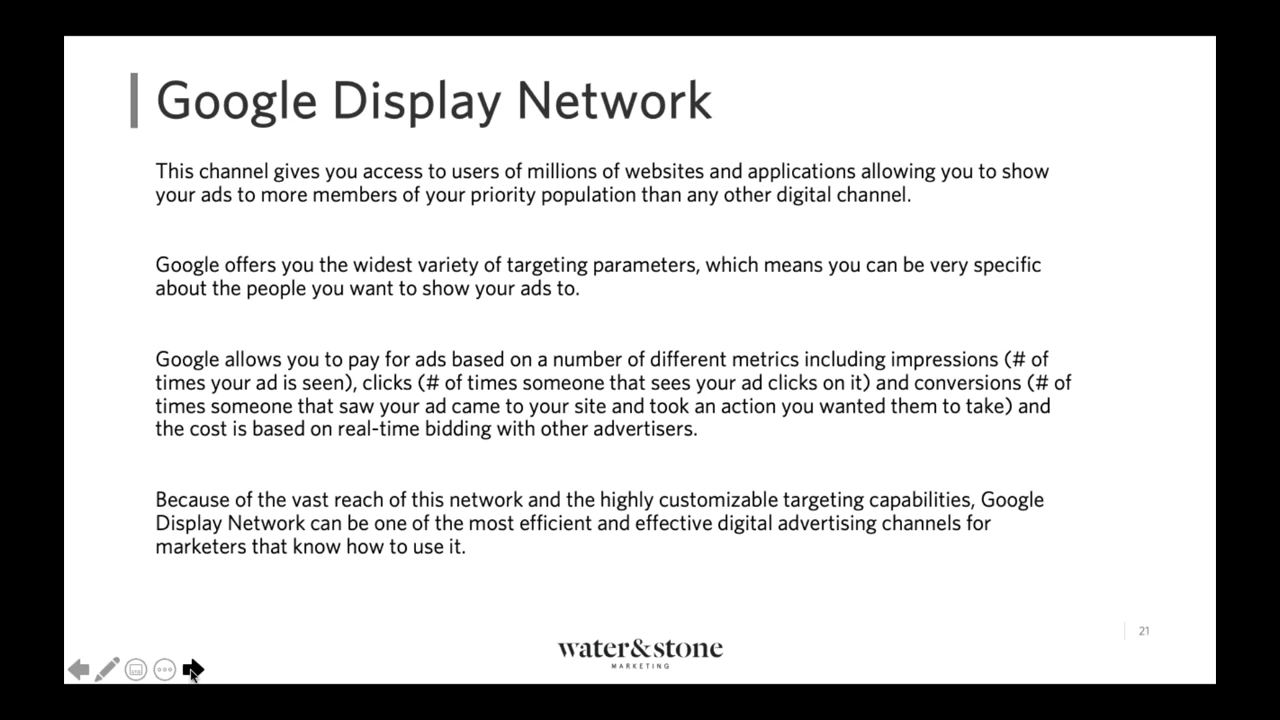 Google Display Network
This channel gives you access to users of millions of websites and applications allowing you to show
your ads to more members of your priority population than any other digital channel.
Google offers you the widest variety of targeting parameters, which means you can be very specific
about the people you want to show your ads to.
Google allows you to pay for ads based on a number of different metrics including impressions (# of
times your ad is seen), clicks (# of times someone that sees your ad clicks on it) and conversions (# of
times someone that saw your ad came to your site and took an action you wanted them to take) and
the cost is based on real-time bidding with other advertisers.
Because of the vast reach of this network and the highly customizable targeting capabilities, Google
Display Network can be one of the most efficient and effective digital advertising channels for
marketers that know how to use it.
21
water&stone
MARKETING